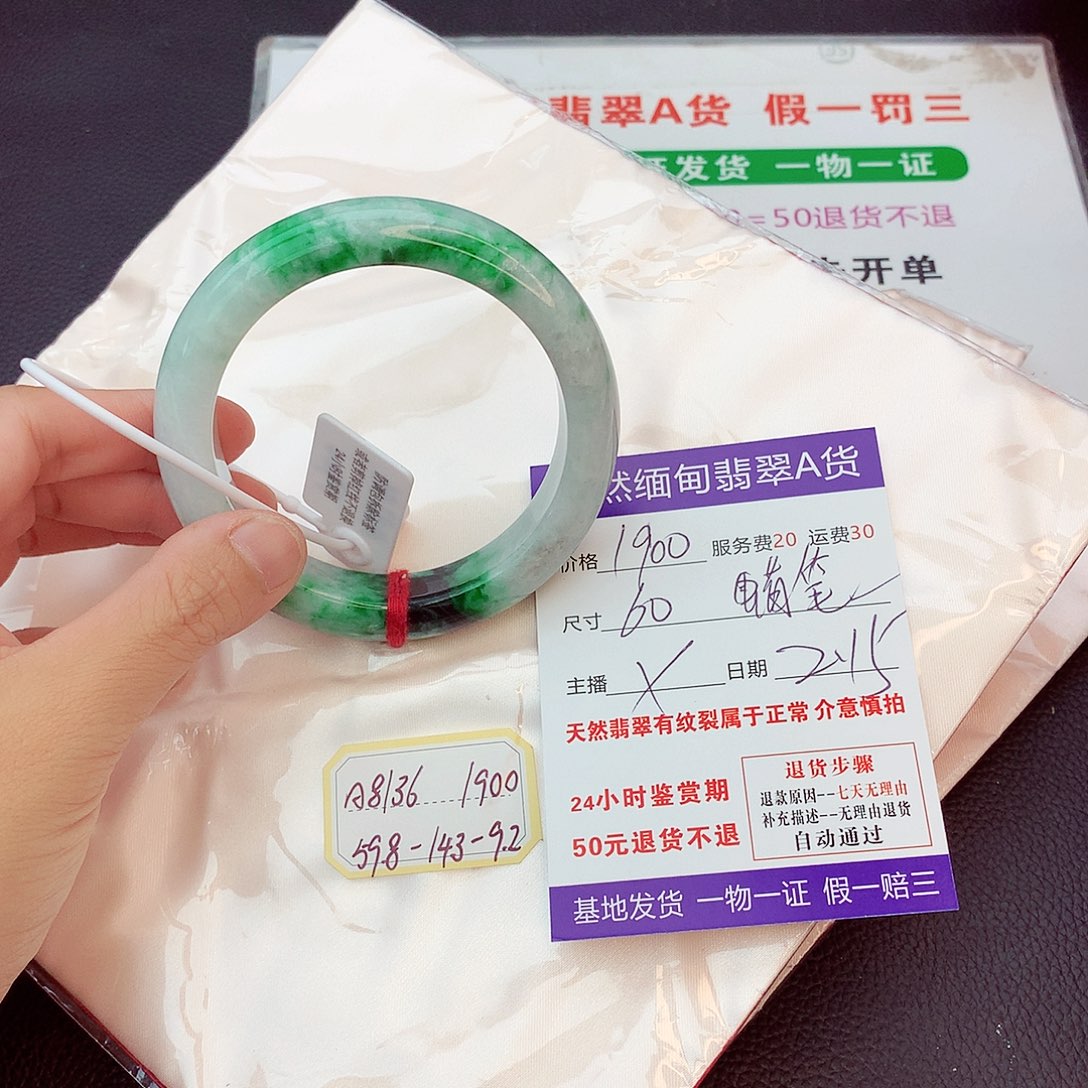 翡翠A货 假一罚三
发货 一物一证
=50退货不退
开单
然缅甸翡翠A货
价格 1900 服务费20 运费30
尺寸 60
主播 X 日期 2.15
天然翡翠有纹裂属于正常 介意慎拍
24小时鉴赏期
50元退货不退
退货步骤
退款原因--七天无理由
补充描述--无理由退货
自动通过
基地发货 一物一证 假一赔三
A8136 1900
59.8-143-9.2